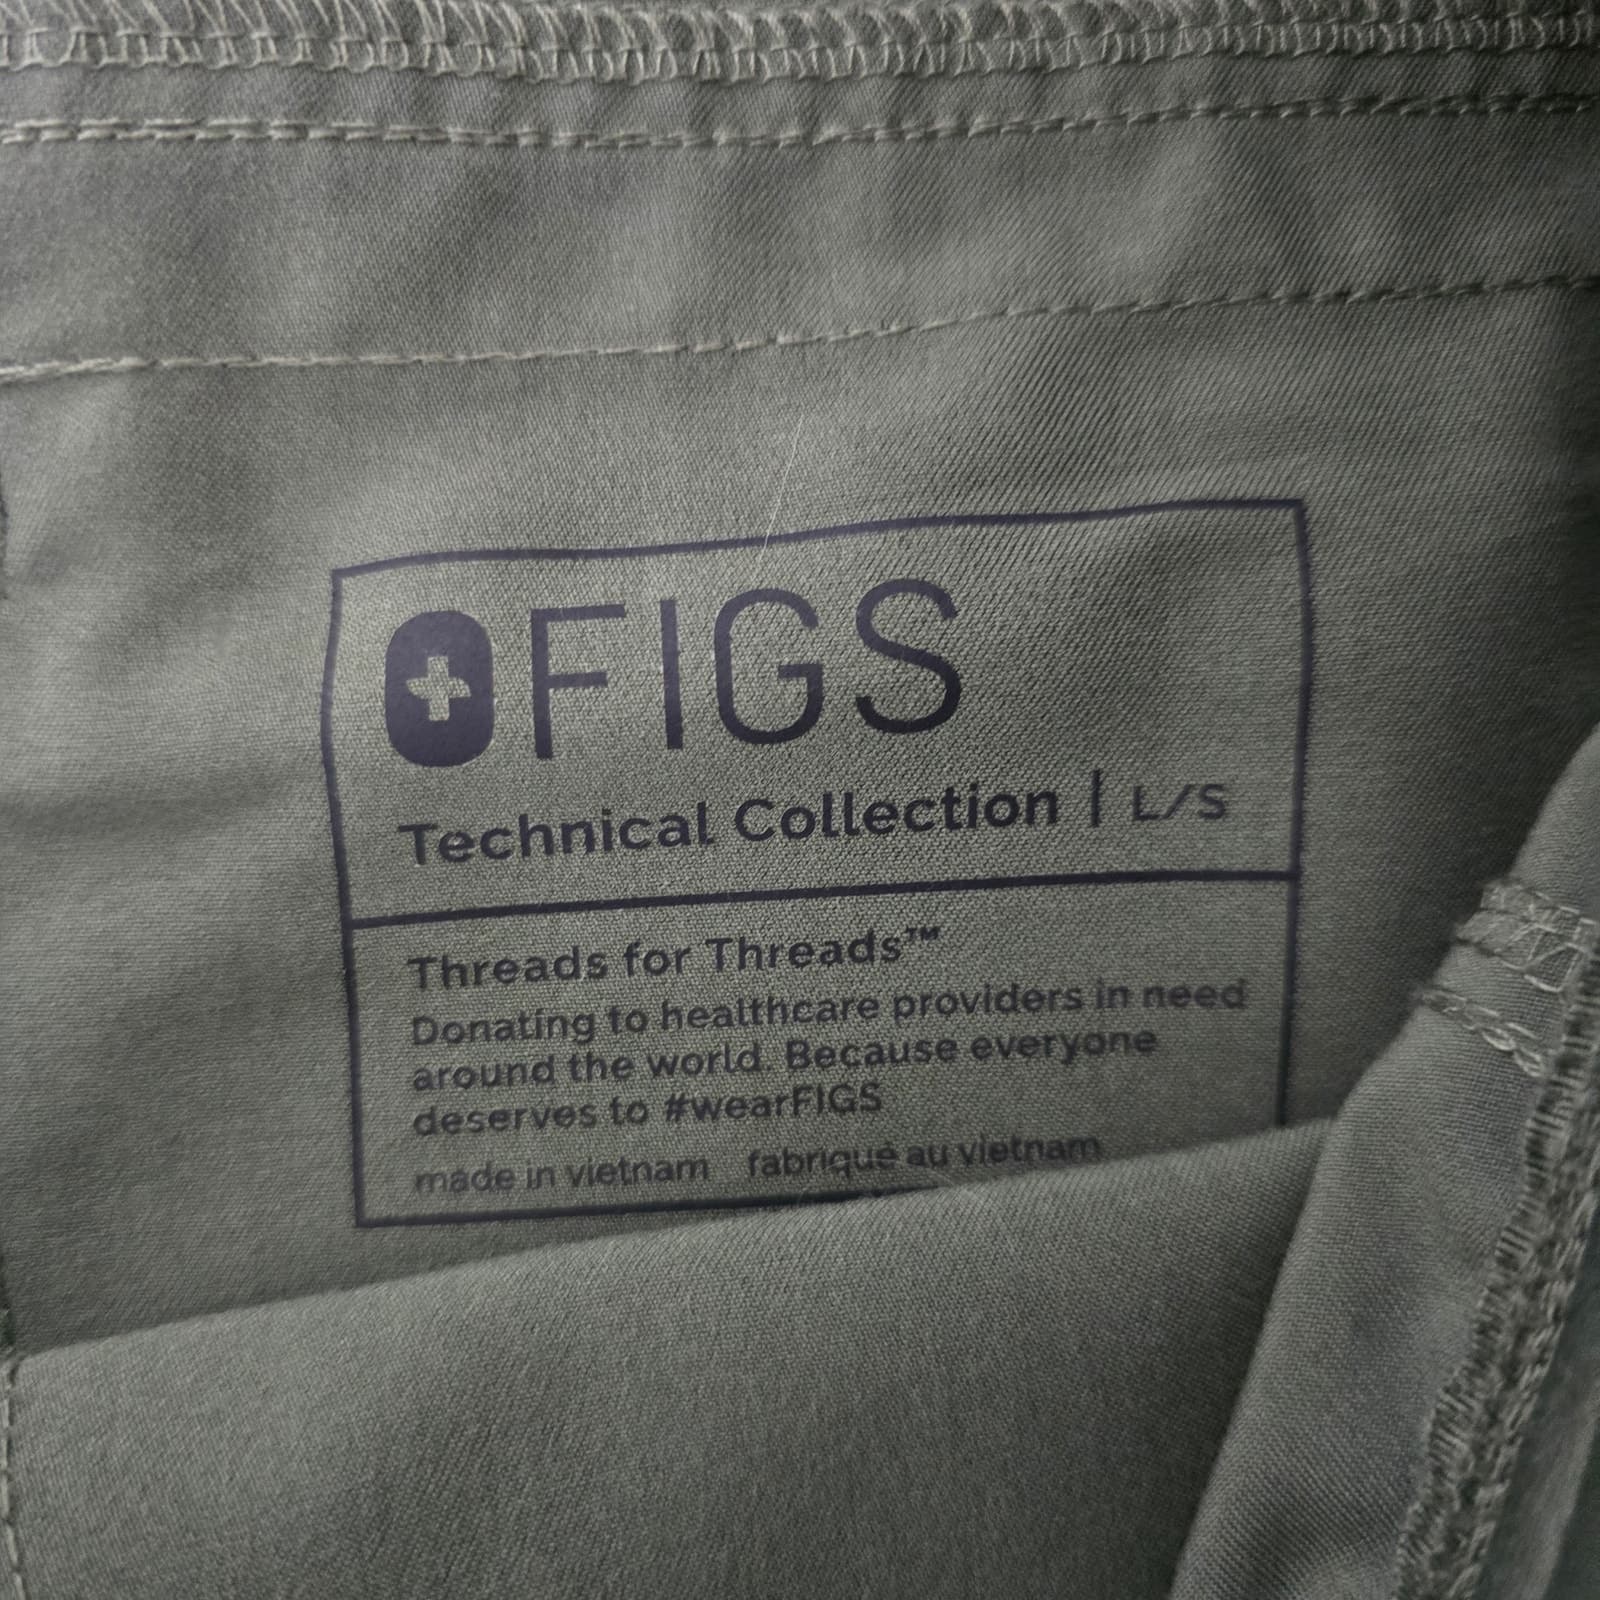 FIGS
Technical Collection | L/S
Threads for Threads™
Donating to healthcare providers in need
around the world. Because everyone
deserves to #wearFIGS
made in vietnam fabriqué au vietnam